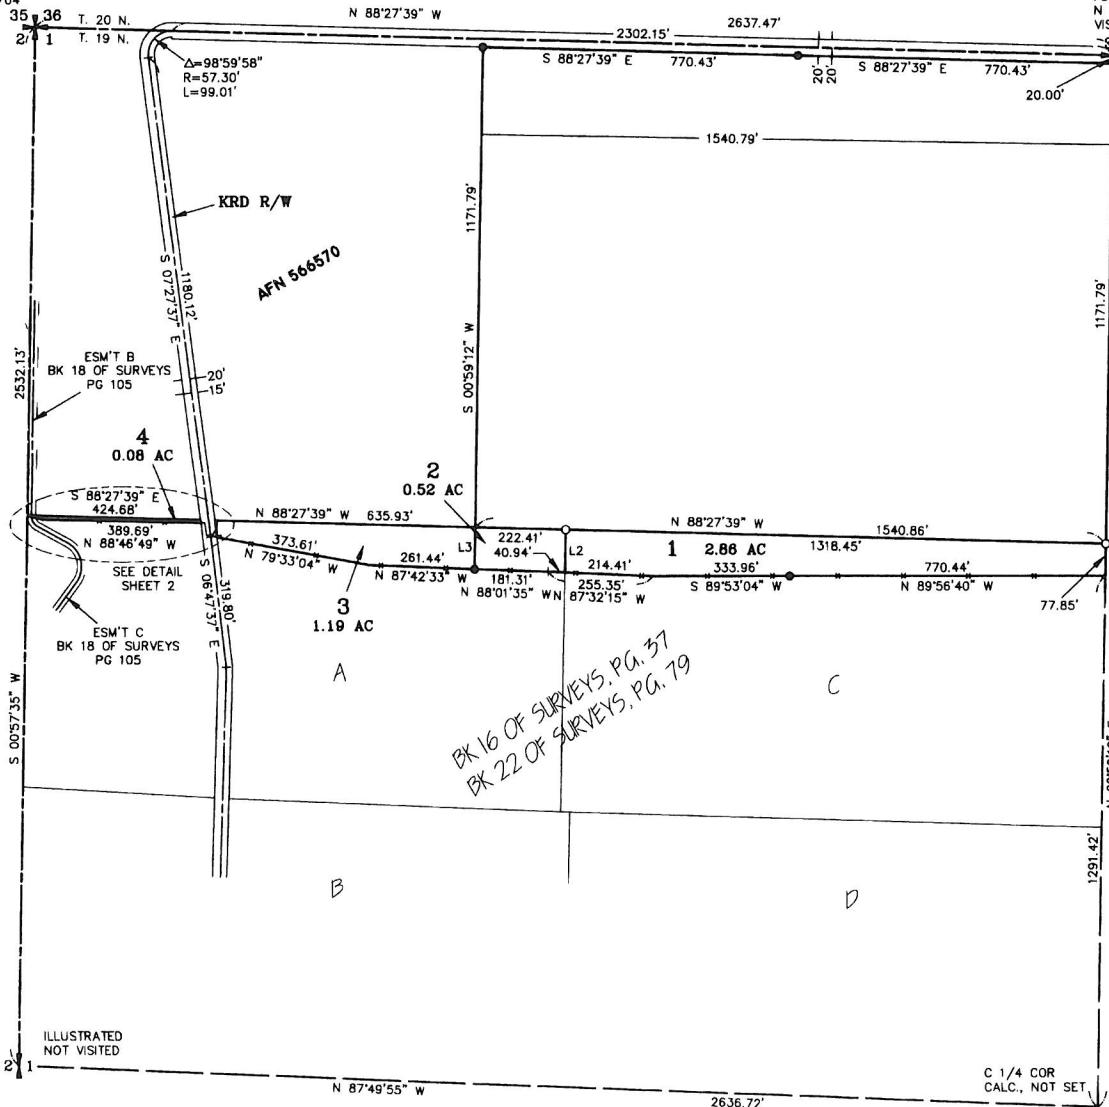 35 36
T. 20 N.
2 1
T. 19 N.
N 88°27'39" W
2637.47'
2302.15'
N
VIS
Δ=98°59'58"
R=57.30'
L=99.01'
S 88°27'39" E
770.43'
20'
20'
S 88°27'39" E
770.43'
20.00'
1540.79'
KRD R/W
1171.79'
AFN 566570
S 07°27'37" E
1180.12'
1171.79'
2532.13'
ESM'T B
BK 18 OF SURVEYS
PG 105
20'
15'
S 00°59'12" W
4
0.08 AC
2
0.52 AC
S 88°27'39" E
424.68'
389.69'
N 88°46'49" W
N 88°27'39" W
635.93'
N 88°27'39" W
1540.86'
222.41'
40.94'
L3
L2
1
2.86 AC
1318.45'
373.61'
N 79°33'04" W
261.44'
N 87°42'33" W
181.31'
N 88°01'35" W
214.41'
255.35'
N 87°32'15" W
333.96'
S 89°53'04" W
770.44'
N 89°56'40" W
77.85'
SEE DETAIL
SHEET 2
S 06°47'37" E
319.80'
3
1.19 AC
ESM'T C
BK 18 OF SURVEYS
PG 105
A
BK 16 OF SURVEYS, PG. 37
BK 22 OF SURVEYS, PG. 79
C
S 00°57'35" W
1291.42'
B
D
ILLUSTRATED
NOT VISITED
2 1
N 87°49'55" W
2636.72'
C 1/4 COR
CALC., NOT SET